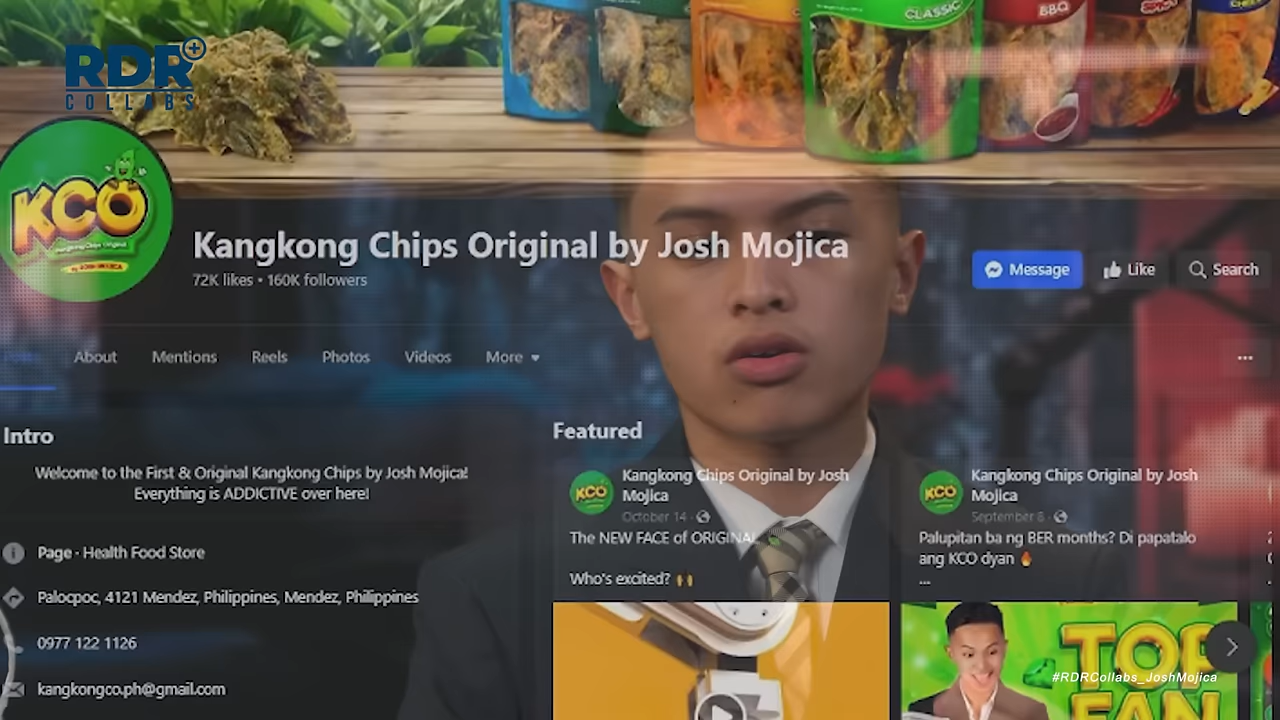 RDR+
COLLABS
CLASSIC
BBQ
KCO
by JOSH MOJICA
Kangkong Chips Original by Josh Mojica
72K likes • 160K followers
Message
Like
Search
About
Mentions
Reels
Photos
Videos
More
Intro
Welcome to the First & Original Kangkong Chips by Josh Mojica!
Everything is ADDICTIVE over here!
Page · Health Food Store
Palocpoc, 4121 Mendez, Philippines, Mendez, Philippines
0977 122 1126
kangkongco.ph@gmail.com
Featured
KCO
Kangkong Chips Original by Josh
Mojica
October 14
The NEW FACE of ORIGINAL
Who's excited?
KCO
Kangkong Chips Original by Josh
Mojica
September 6
Palupitan ba ng BER months? Di papatalo
ang KCO dyan
...
TOP
FAN
#RDRCollabs_JoshMojica